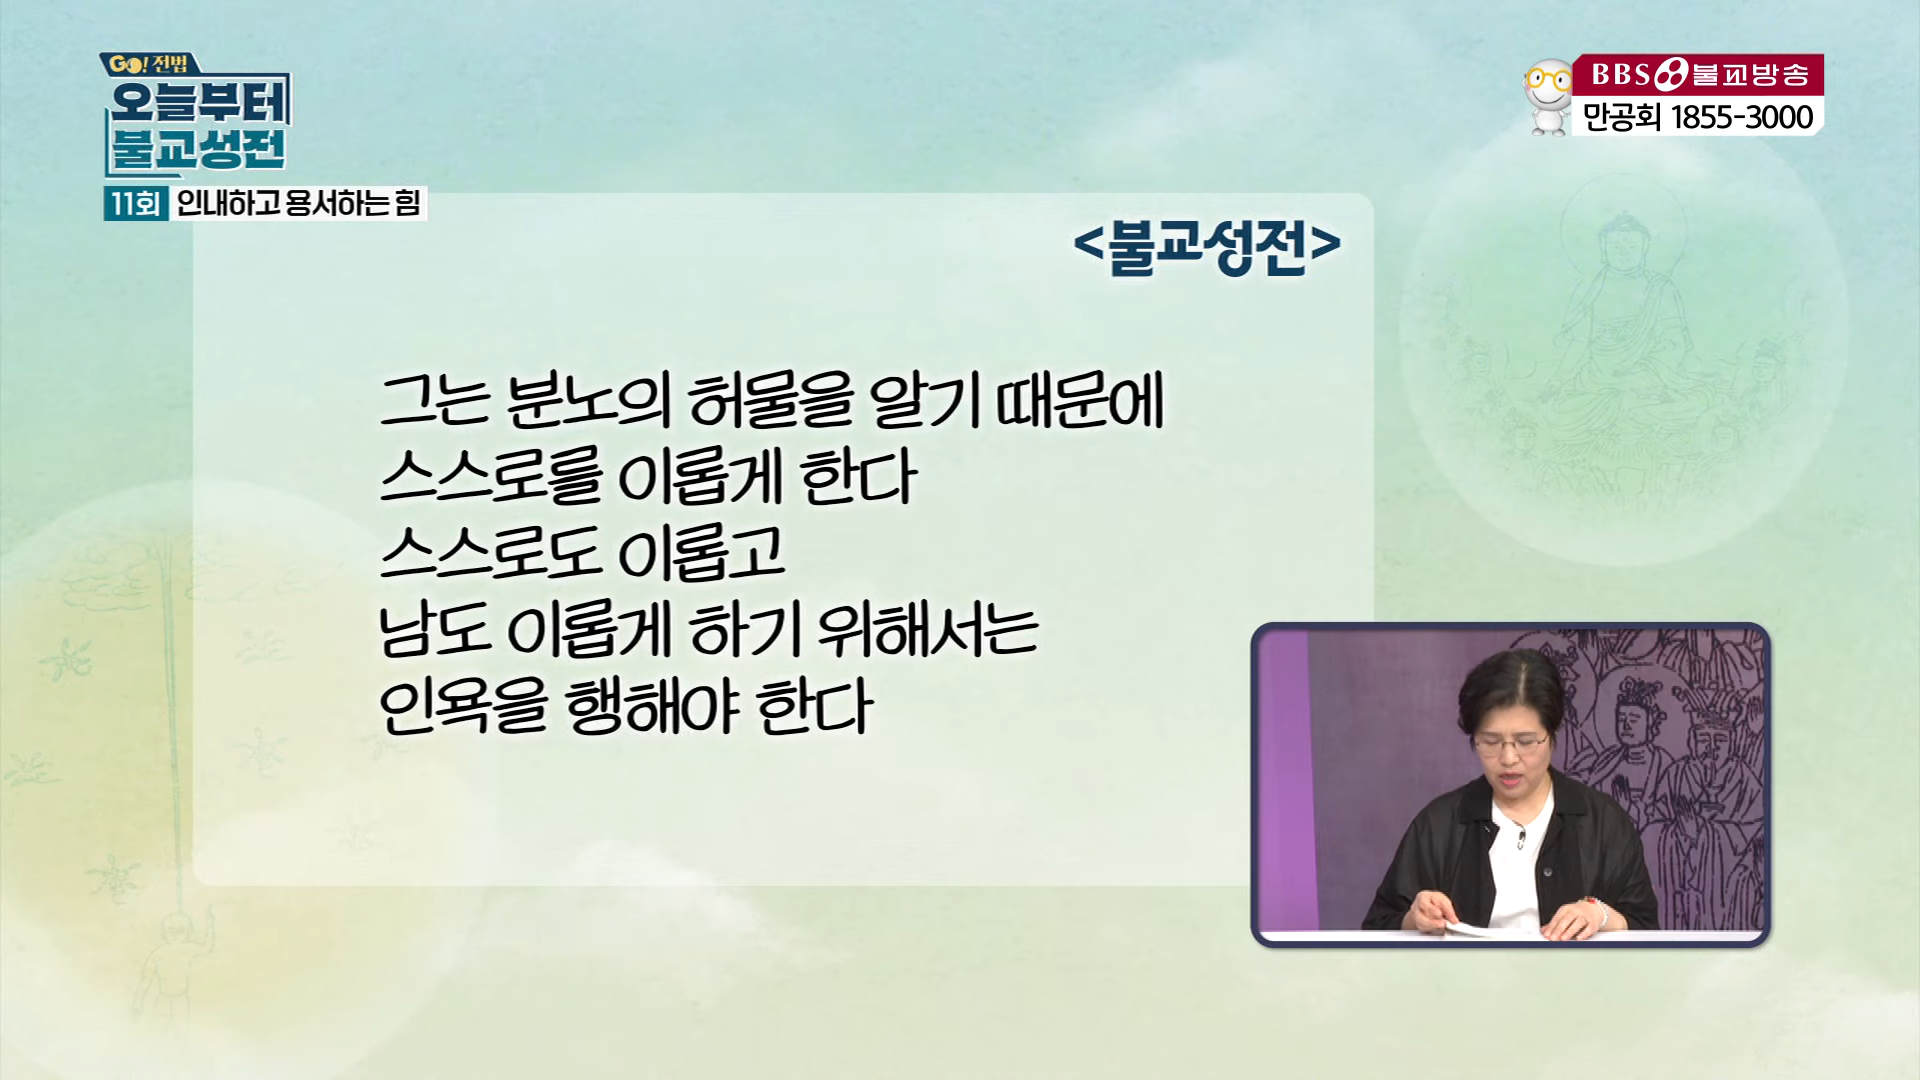 GO! 전법
오늘부터
불교성전
11회 인내하고 용서하는 힘
BBS 불교방송
만공회 1855-3000
<불교성전>
그는 분노의 허물을 알기 때문에
스스로를 이롭게 한다
스스로도 이롭고
남도 이롭게 하기 위해서는
인욕을 행해야 한다